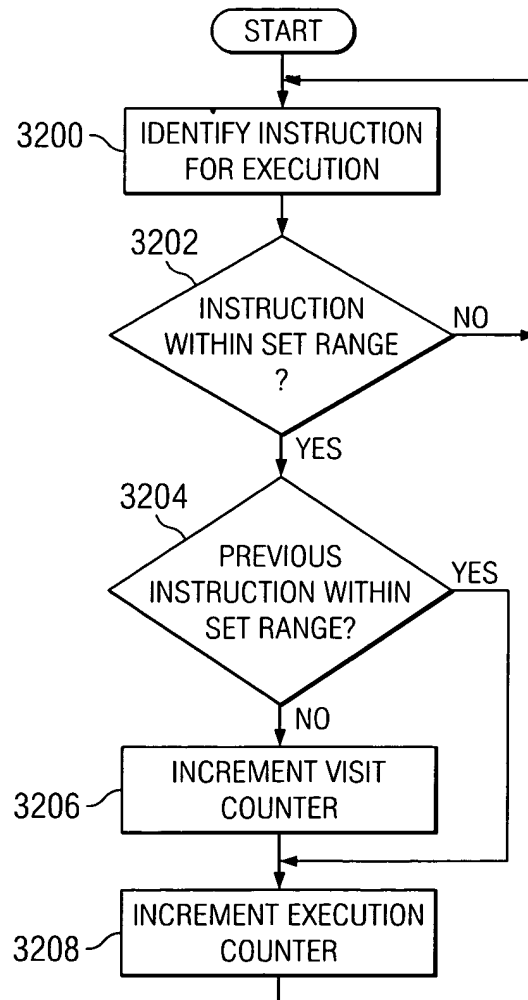 START
3200
IDENTIFY INSTRUCTION
FOR EXECUTION
3202
INSTRUCTION
WITHIN SET RANGE
?
NO
YES
3204
PREVIOUS
INSTRUCTION WITHIN
SET RANGE?
YES
NO
3206
INCREMENT VISIT
COUNTER
3208
INCREMENT EXECUTION
COUNTER